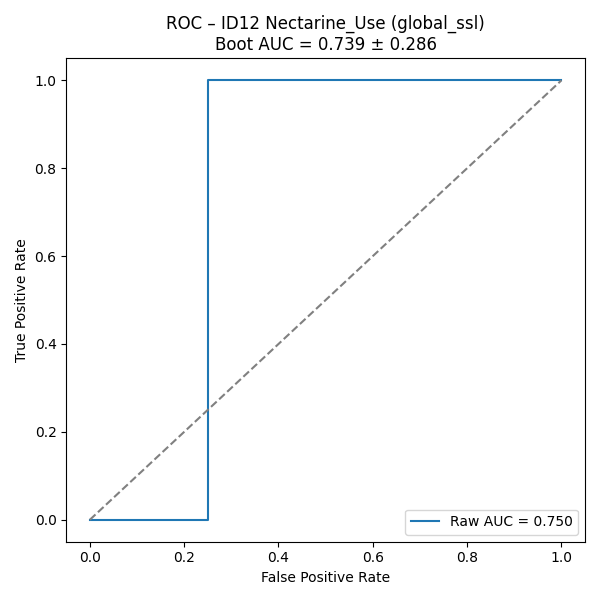 ROC – ID12 Nectarine_Use (global_ssl)
Boot AUC = 0.739 ± 0.286
True Positive Rate
1.0
0.8
0.6
0.4
0.2
0.0
Raw AUC = 0.750
0.0 0.2 0.4 0.6 0.8 1.0
False Positive Rate